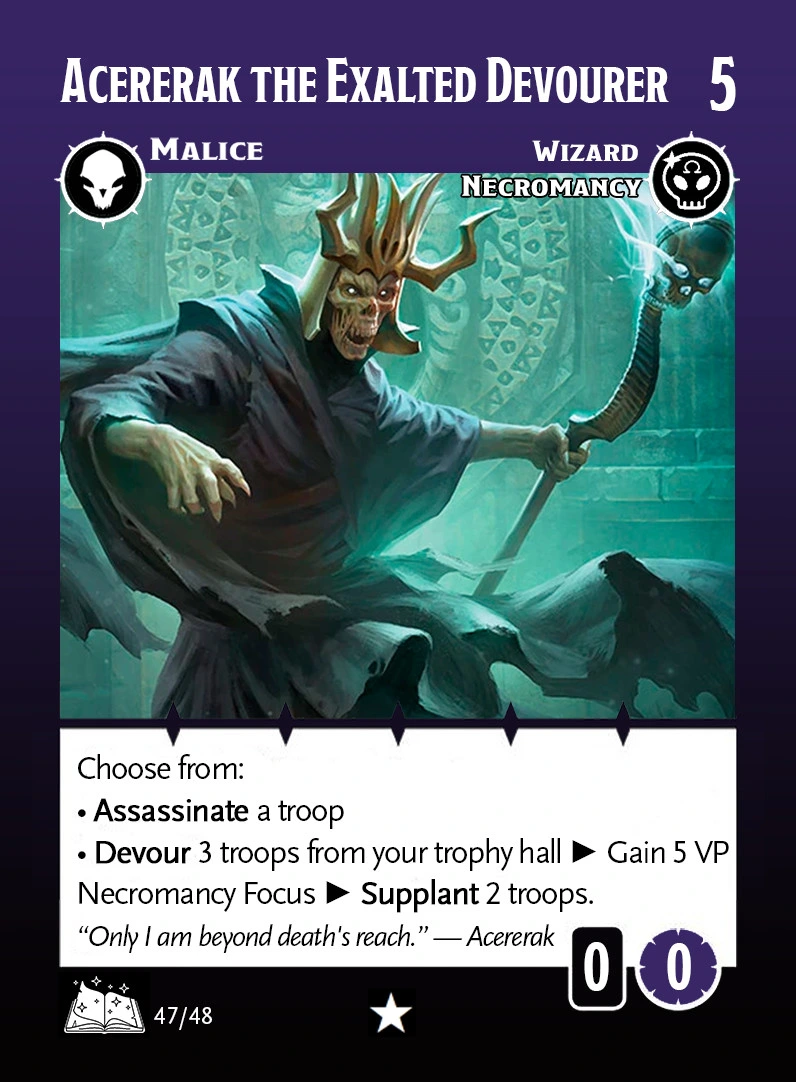 Acererak the Exalted Devourer 5
Malice
Wizard
Necromancy
Choose from:
• Assassinate a troop
• Devour 3 troops from your trophy hall ► Gain 5 VP
Necromancy Focus ► Supplant 2 troops.
“Only I am beyond death's reach.” — Acererak
0 0
47/48